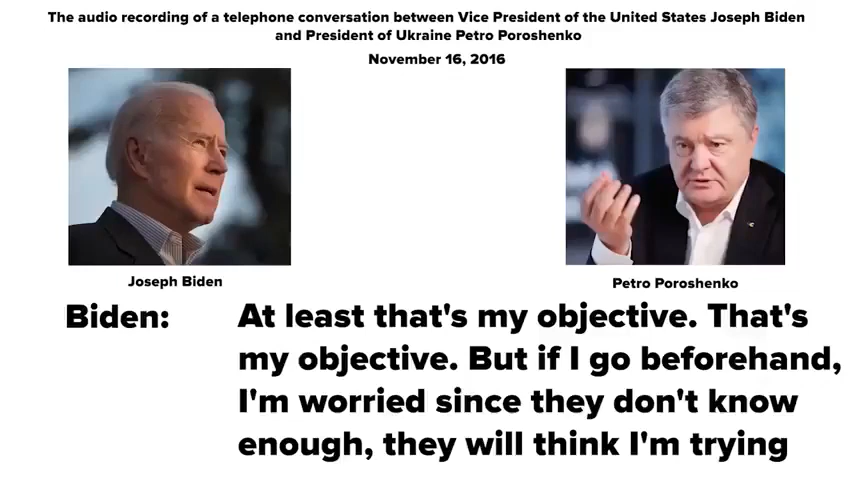 The audio recording of a telephone conversation between Vice President of the United States Joseph Biden
and President of Ukraine Petro Poroshenko
November 16, 2016
Joseph Biden
Petro Poroshenko
Biden:
At least that's my objective. That's
my objective. But if I go beforehand,
I'm worried since they don't know
enough, they will think I'm trying